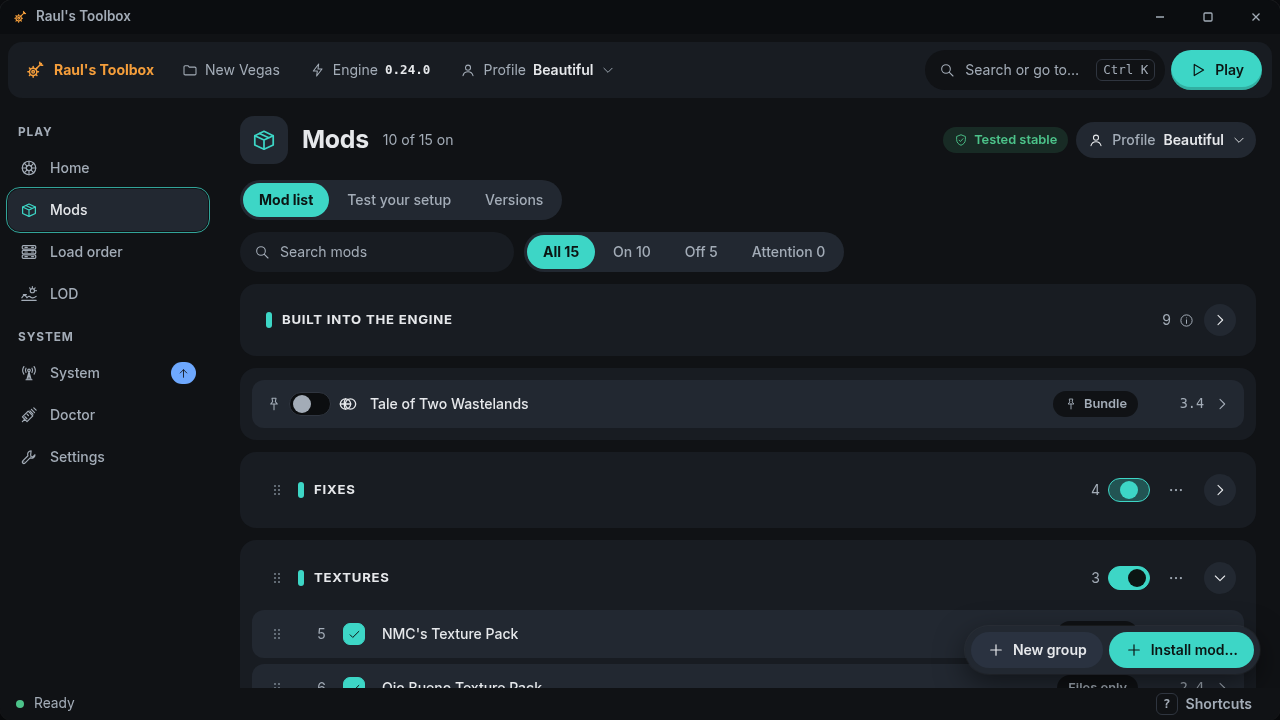 Raul's Toolbox
Raul's Toolbox New Vegas Engine 0.24.0 Profile Beautiful Search or go to... Ctrl K Play
PLAY
Home
Mods
Load order
LOD
SYSTEM
System
Doctor
Settings
Mods 10 of 15 on Tested stable Profile Beautiful
Mod list Test your setup Versions
Search mods All 15 On 10 Off 5 Attention 0
BUILT INTO THE ENGINE 9
Tale of Two Wastelands Bundle 3.4
FIXES 4
TEXTURES 3
5 NMC's Texture Pack
New group Install mod...
6 Ojo Bueno Texture Pack Files only 2.4
Ready ? Shortcuts